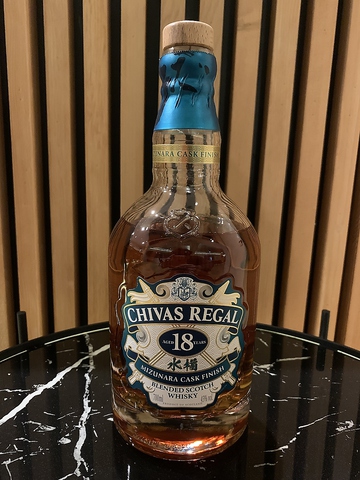 MIZUNARA CASK FINISH
CHIVAS REGAL
AGED 18 YEARS
水楢
MIZUNARA CASK FINISH
BLENDED SCOTCH
WHISKY